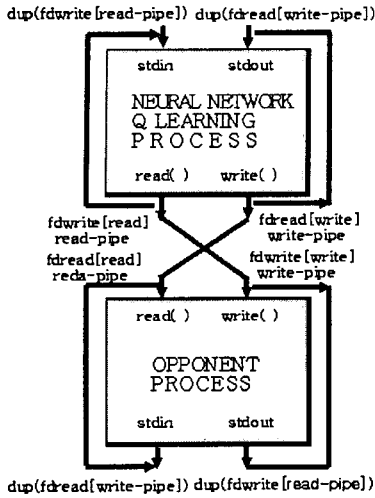 dup(fdwrite[read-pipe]) dup(fdread[write-pipe])
stdin stdout
NEURAL NETWORK
Q LEARNING
PROCESS
read( ) write( )
fdwrite[read] fdread[write]
read-pipe write-pipe
fdread[read] fdwrite[write]
reda-pipe write-pipe
read( ) write( )
OPPONENT
PROCESS
stdin stdout
dup(fdread[write-pipe]) dup(fdwrite[read-pipe])